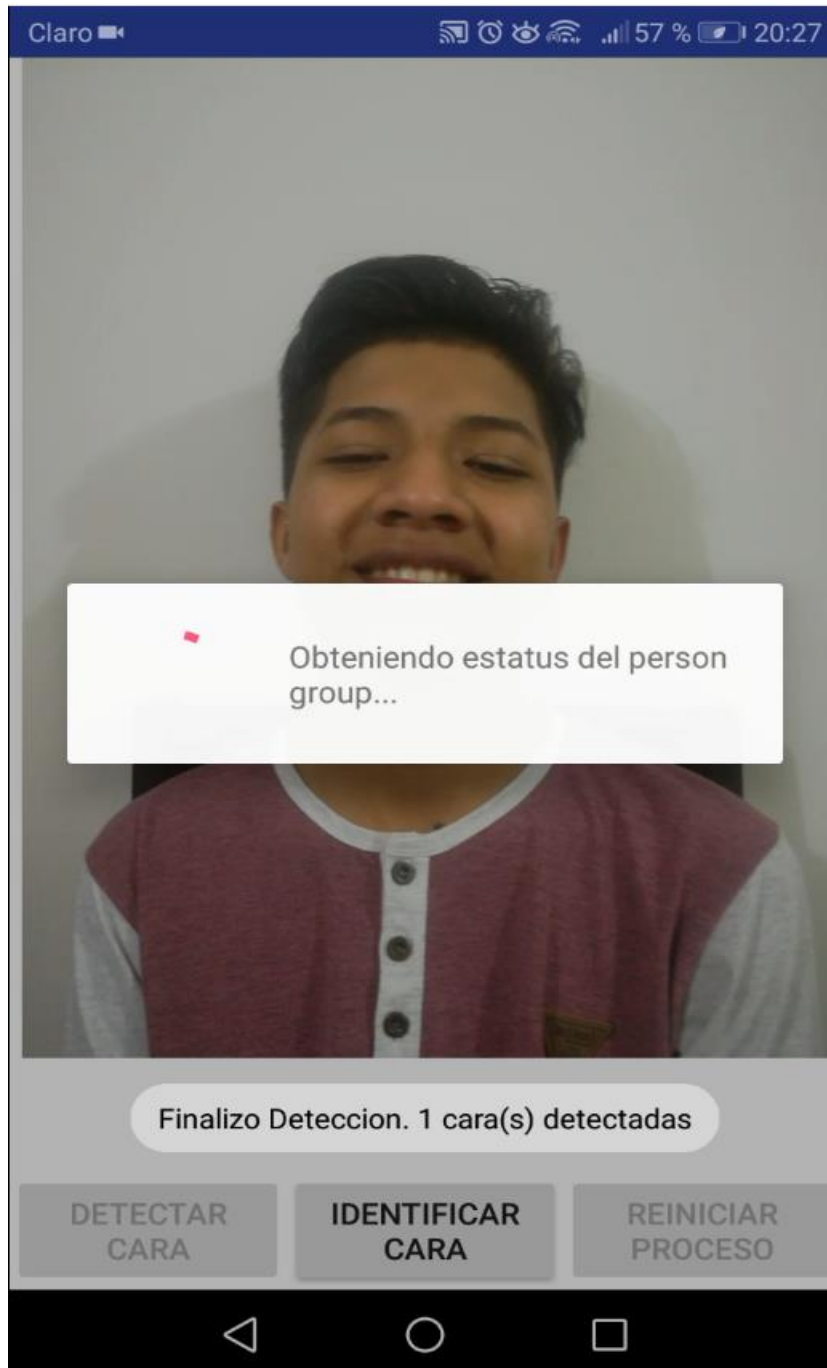 Claro
57 % 20:27
Obteniendo estatus del person
group...
Finalizo Deteccion. 1 cara(s) detectadas
DETECTAR
CARA
IDENTIFICAR
CARA
REINICIAR
PROCESO